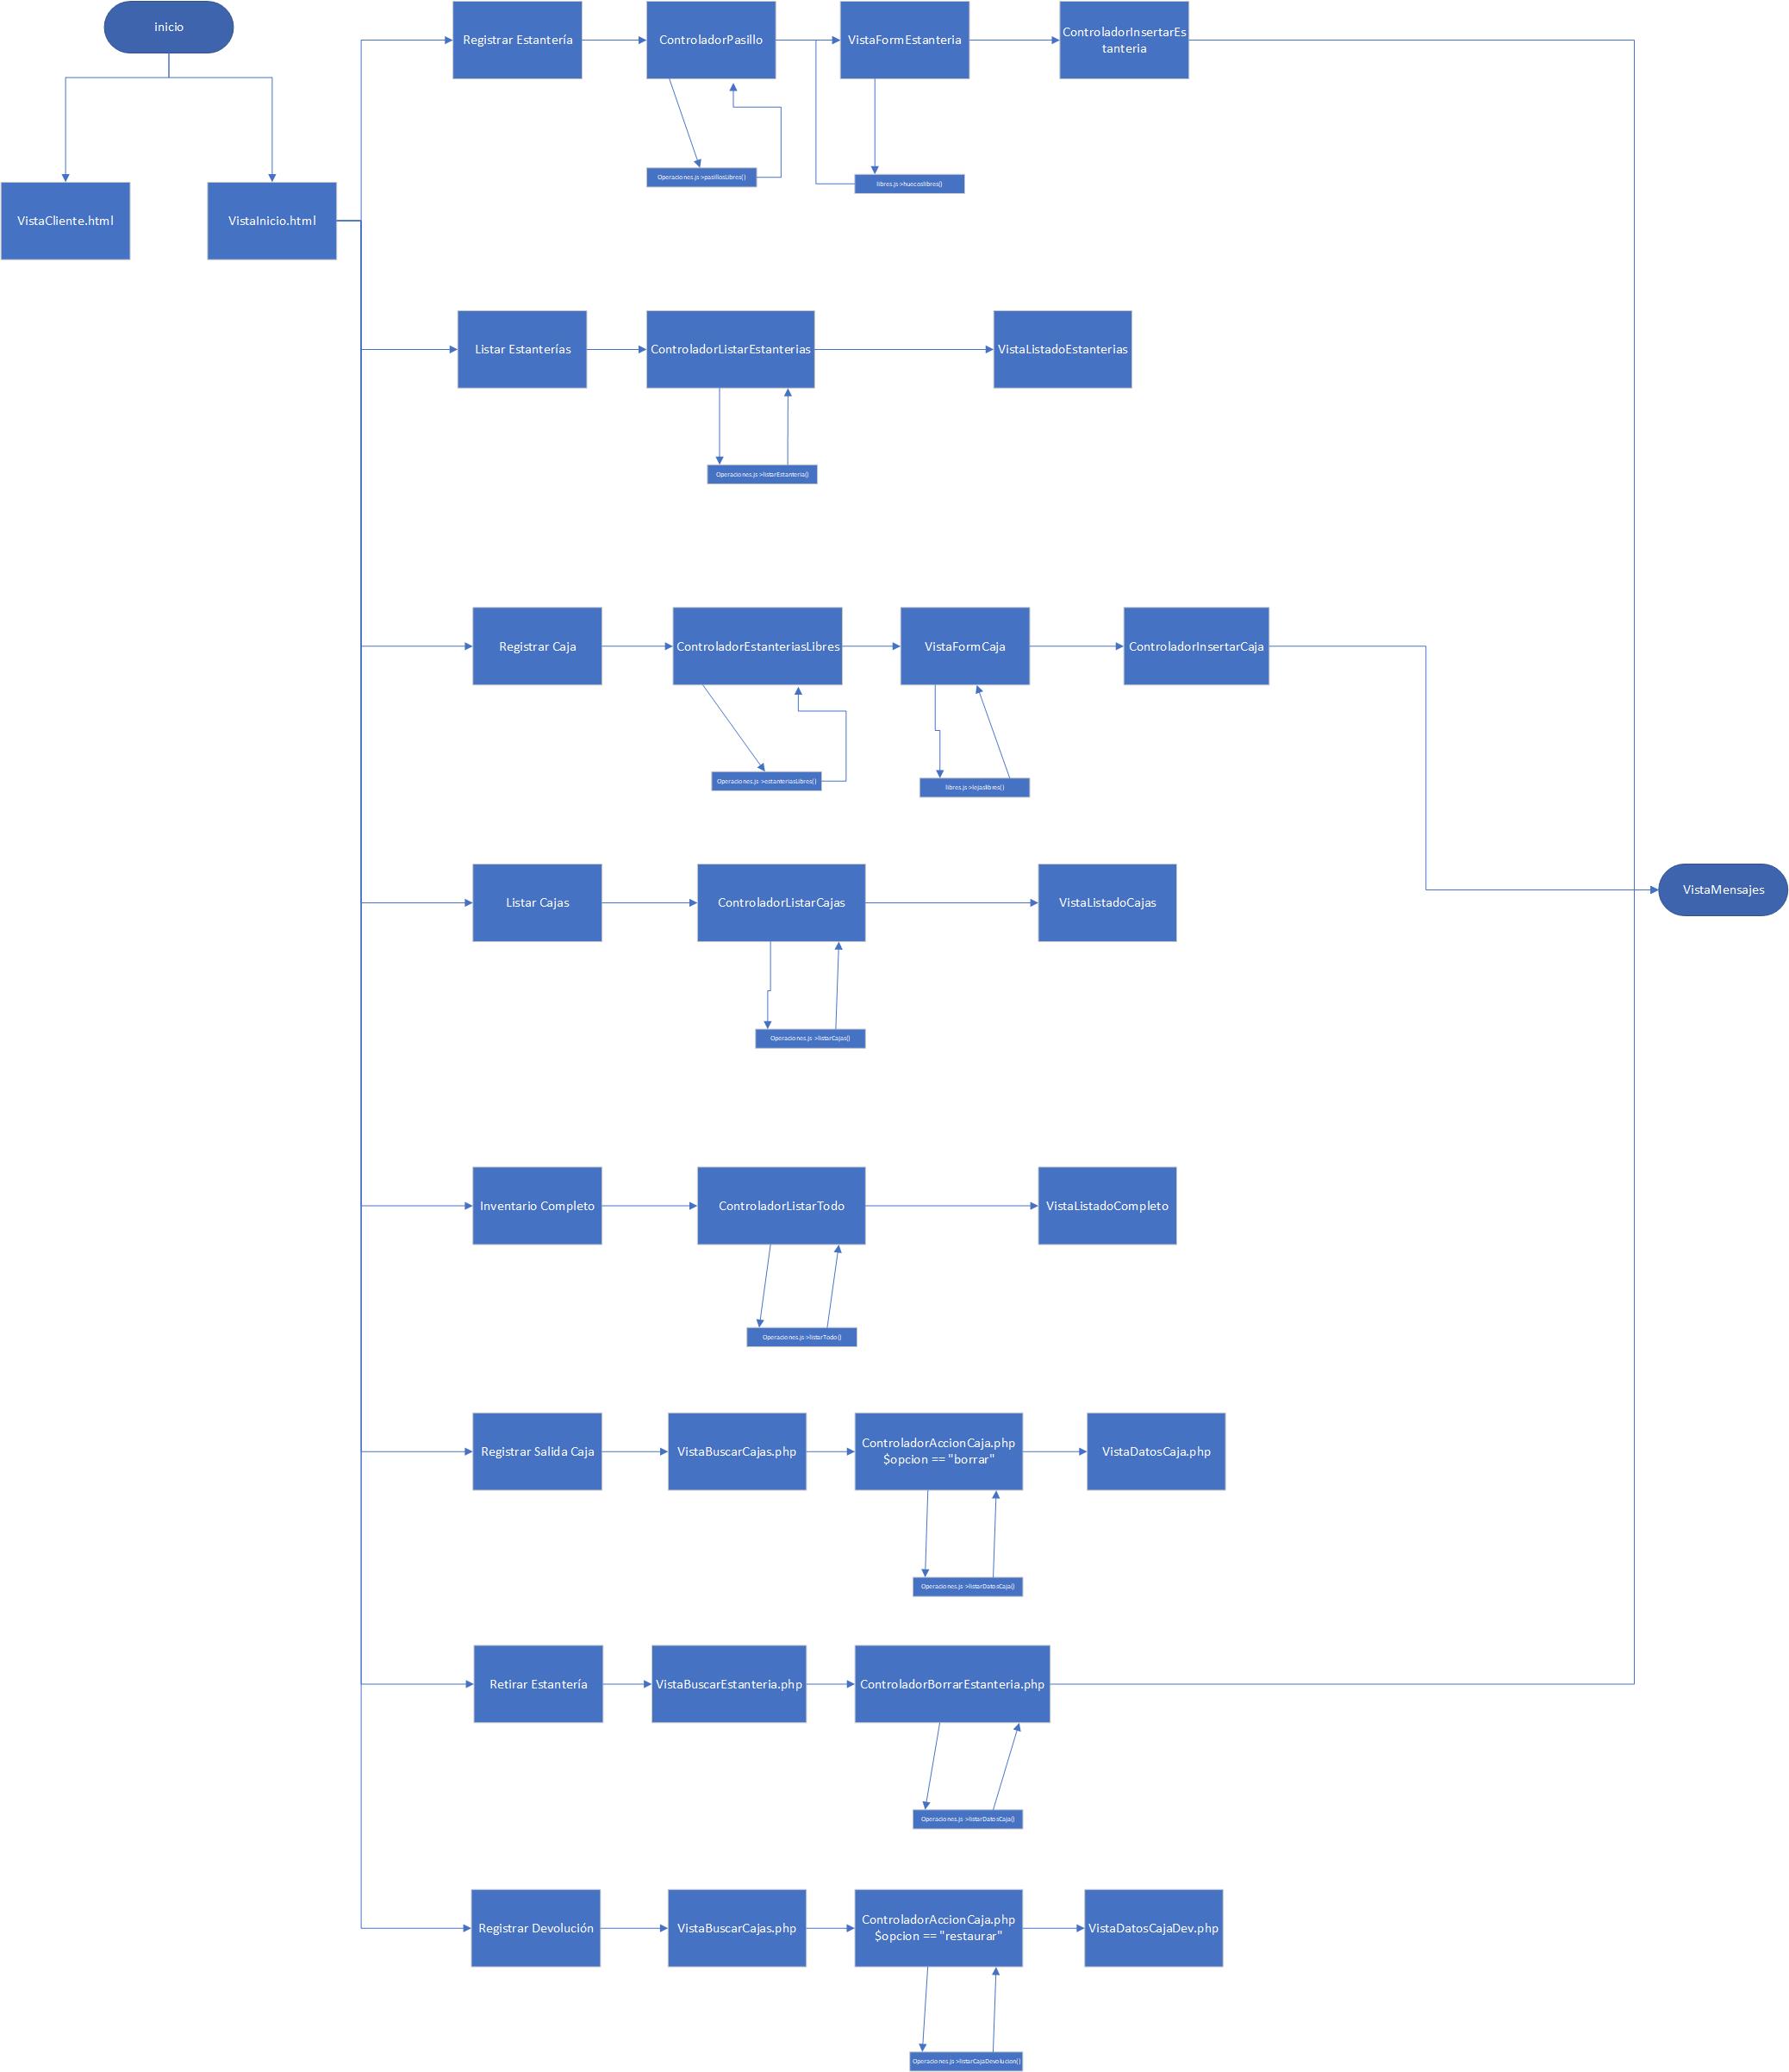 inicio
VistaCliente.html
VistaInicio.html
Registrar Estantería
ControladorPasillo
VistaFormEstanteria
ControladorInsertarEs
tanteria
Operaciones.js >pasillosLibres()
libres.js >huecoslibres()
Listar Estanterías
ControladorListarEstanterias
VistaListadoEstanterias
Operaciones.js >listarEstanteria()
Registrar Caja
ControladorEstanteriasLibres
VistaFormCaja
ControladorInsertarCaja
Operaciones.js >estanteriasLibres()
libres.js >lejaslibres()
Listar Cajas
ControladorListarCajas
VistaListadoCajas
VistaMensajes
Operaciones.js >listarCajas()
Inventario Completo
ControladorListarTodo
VistaListadoCompleto
Operaciones.js >listarTodo()
Registrar Salida Caja
VistaBuscarCajas.php
ControladorAccionCaja.php
$opcion == "borrar"
VistaDatosCaja.php
Operaciones.js >listarDatosCaja()
Retirar Estantería
VistaBuscarEstanteria.php
ControladorBorrarEstanteria.php
Operaciones.js >listarDatosCaja()
Registrar Devolución
VistaBuscarCajas.php
ControladorAccionCaja.php
$opcion == "restaurar"
VistaDatosCajaDev.php
Operaciones.js >listarCajaDevolucion()